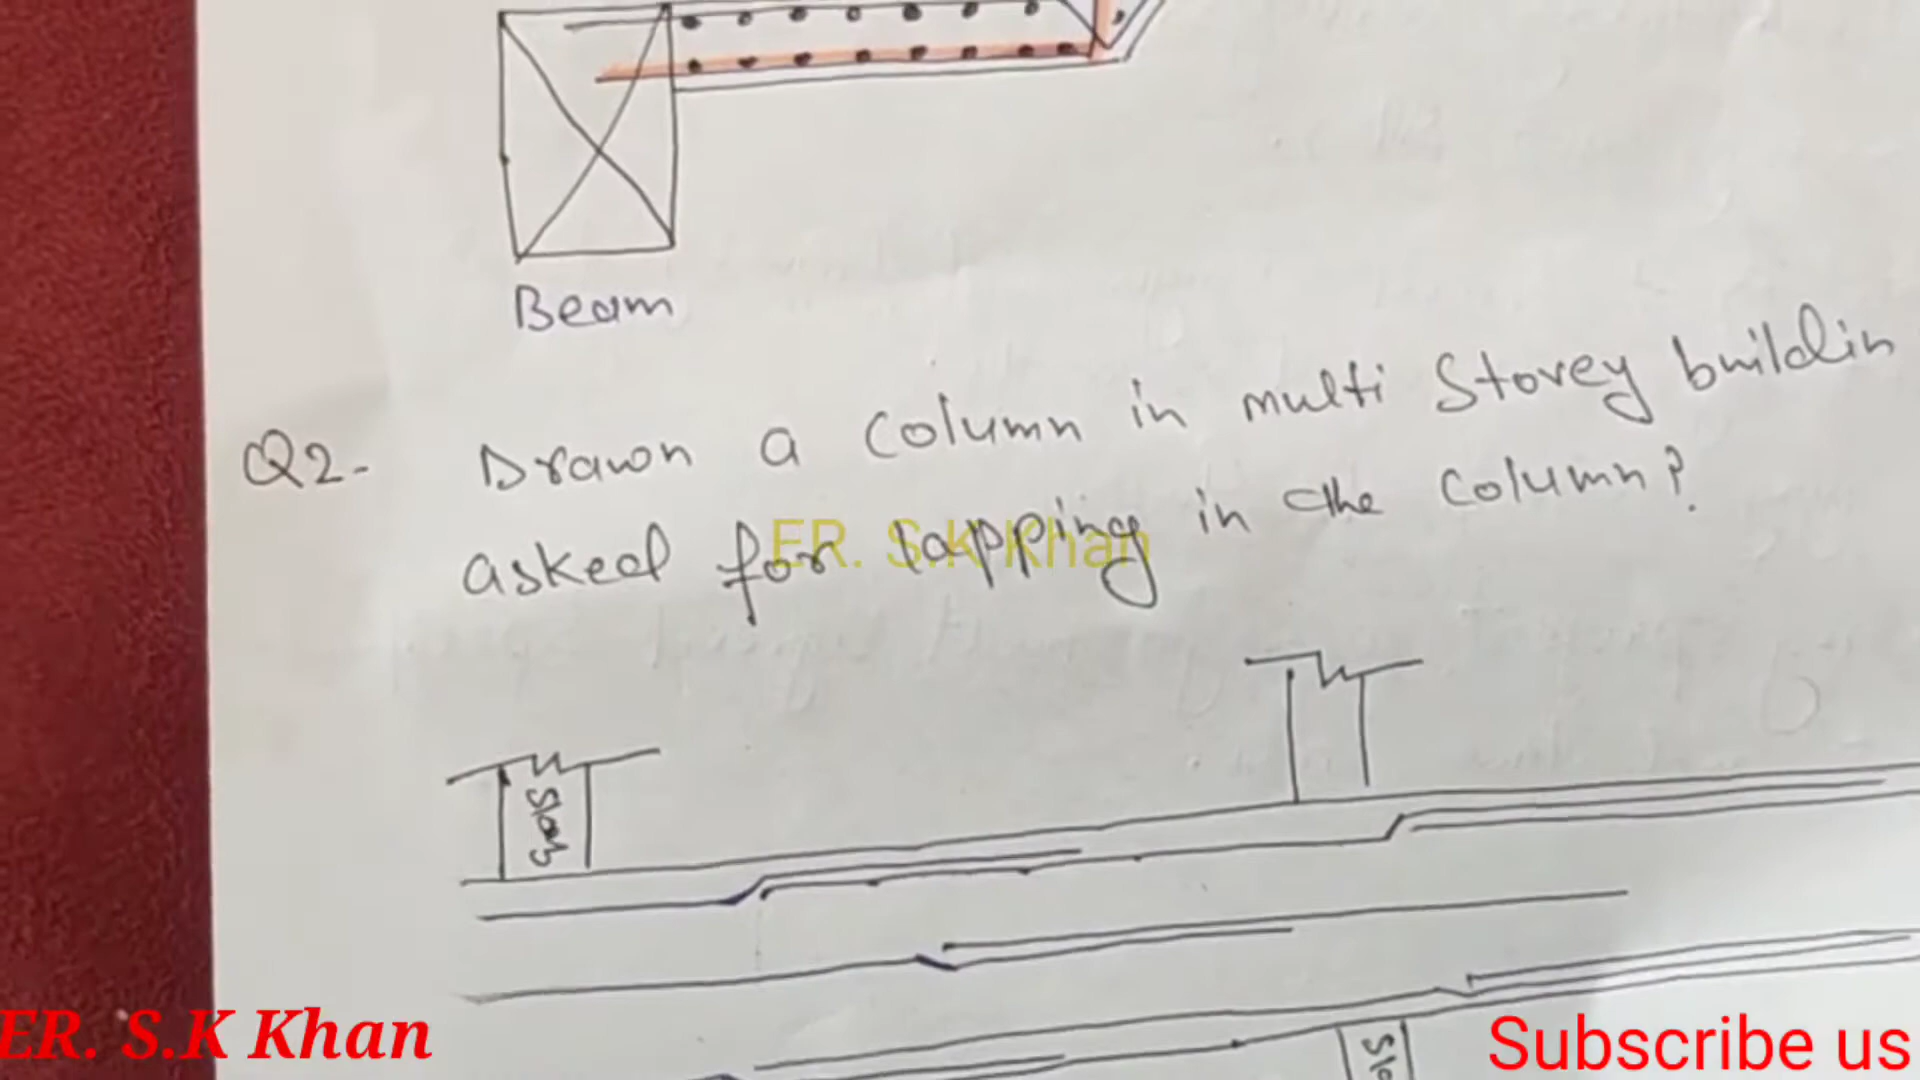 Beam
Q2- Drawn a column in multi Storey buildin
asked for lapping in the column?
ER. S.K Khan
Slab
ER. S.K Khan
Subscribe us